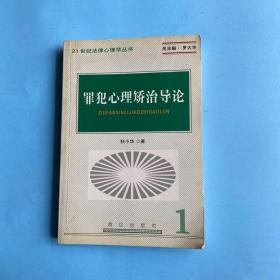 21世纪法律心理学丛书
总主编·罗大华
罪犯心理矫治导论
ZUIFANXINLIJIAOZHIDAOLUN
狄小华◎著
1
群众出版社